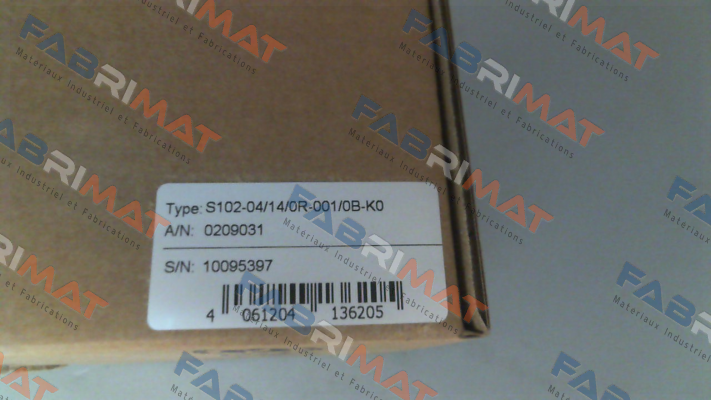 FABRIMAT
Materiaux Industriel et Fabrications
Type: S102-04/14/0R-001/0B-K0
A/N: 0209031
S/N: 10095397
4 061204 136205